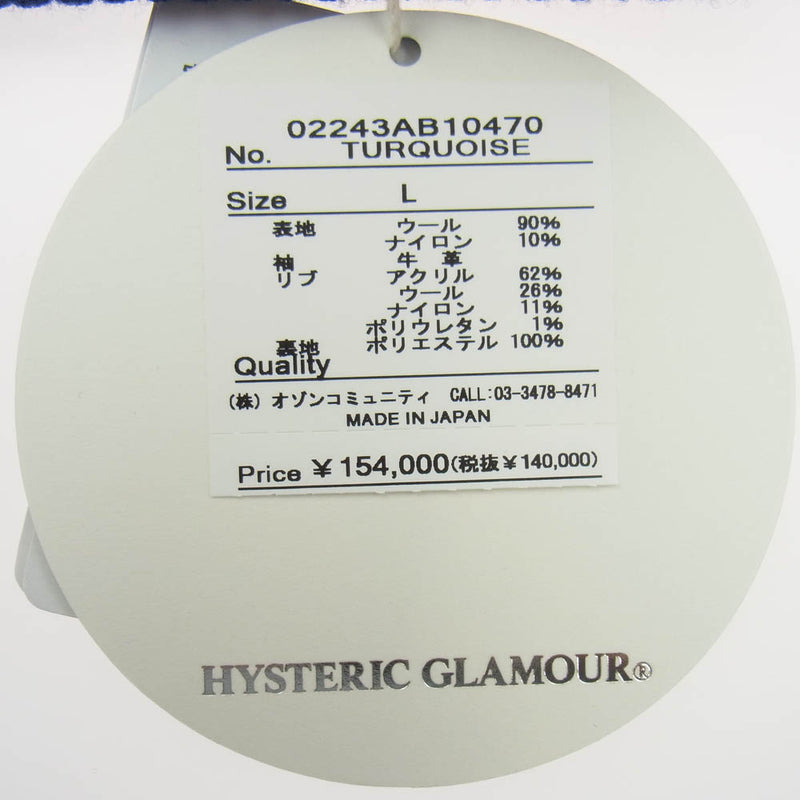 02243AB10470
No. TURQUOISE
Size L
表地 ウール 90%
ナイロン 10%
袖 牛 革
リブ アクリル 62%
ウール 26%
ナイロン 11%
ポリウレタン 1%
裏地 ポリエステル 100%
Quality
(株) オゾンコミュニティ CALL:03-3478-8471
MADE IN JAPAN
Price ¥154,000(税抜¥140,000)
HYSTERIC GLAMOUR®